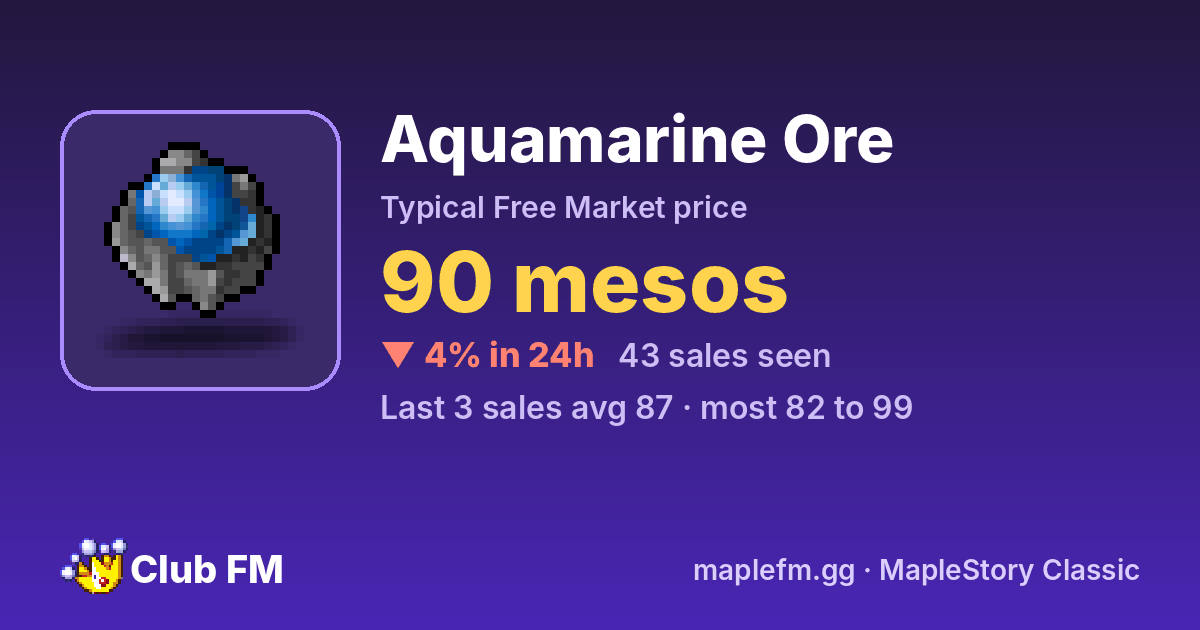 Aquamarine Ore
Typical Free Market price
90 mesos
▼ 4% in 24h 43 sales seen
Last 3 sales avg 87 · most 82 to 99
Club FM
maplefm.gg · MapleStory Classic